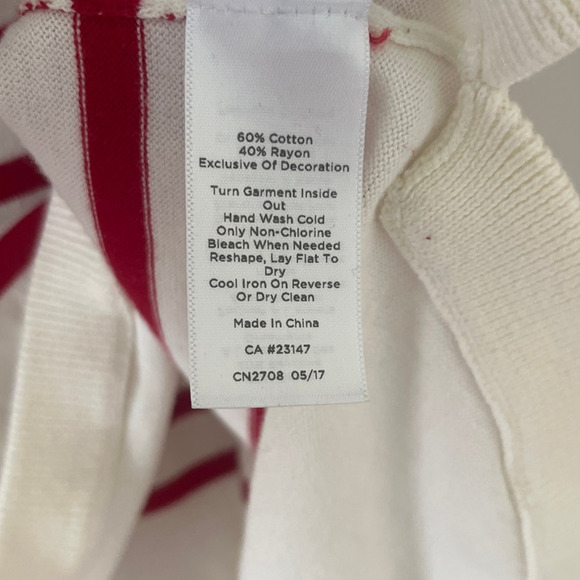 60% Cotton
40% Rayon
Exclusive Of Decoration
Turn Garment Inside
Out
Hand Wash Cold
Only Non-Chlorine
Bleach When Needed
Reshape, Lay Flat To
Dry
Cool Iron On Reverse
Or Dry Clean
Made In China
CA #23147
CN2708 05/17